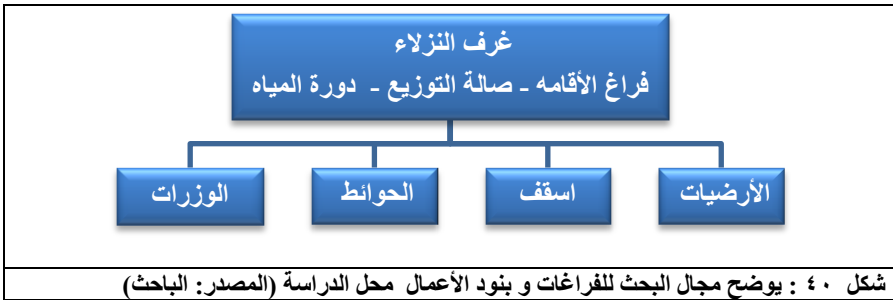 غرف النزلاء
فراغ الأقامه - صالة التوزيع - دورة المياه
الأرضيات
اسقف
الحوائط
الوزرات
شكل ٤٠ : يوضح مجال البحث للفراغات و بنود الأعمال محل الدراسة (المصدر: الباحث)